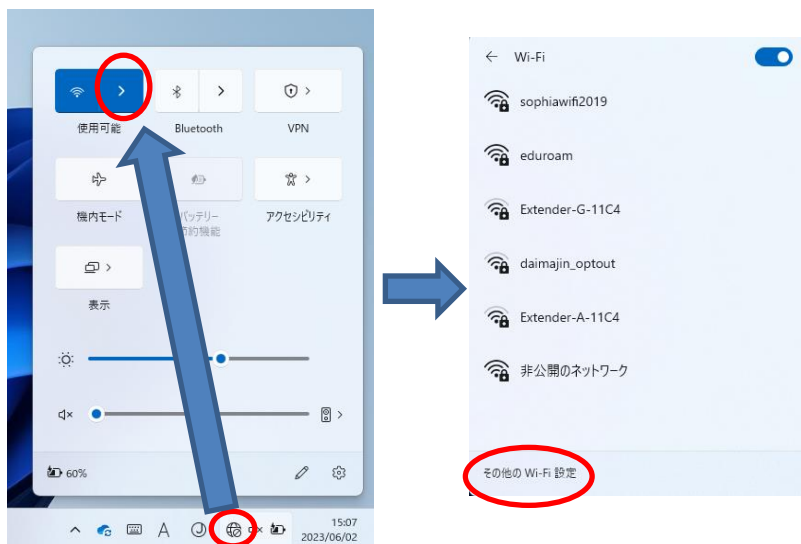 使用可能
Bluetooth
VPN
機内モード
バッテリー
節約機能
アクセシビリティ
表示
60%
A
15:07
2023/06/02
Wi-Fi
sophiawifi2019
eduroam
Extender-G-11C4
daimajin_optout
Extender-A-11C4
非公開のネットワーク
その他の Wi-Fi 設定